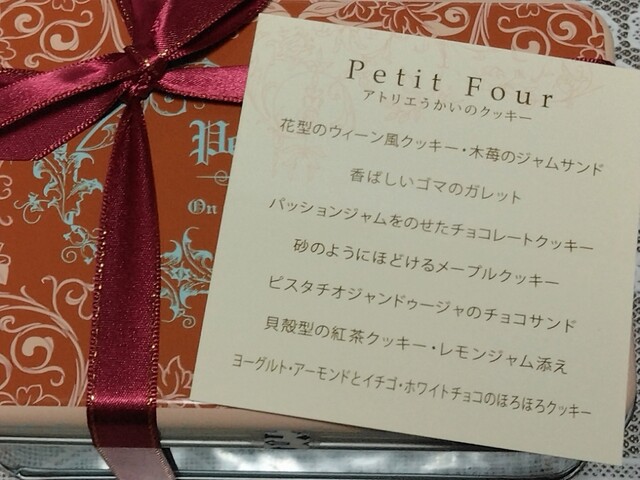 Petit Four
アトリエうかいのクッキー
花型のウィーン風クッキー・木苺のジャムサンド
香ばしいゴマのガレット
パッションジャムをのせたチョコレートクッキー
砂のようにほどけるメープルクッキー
ピスタチオジャンドゥージャのチョコサンド
貝殻型の紅茶クッキー・レモンジャム添え
ヨーグルト・アーモンドとイチゴ・ホワイトチョコのほろほろクッキー
Pe
On